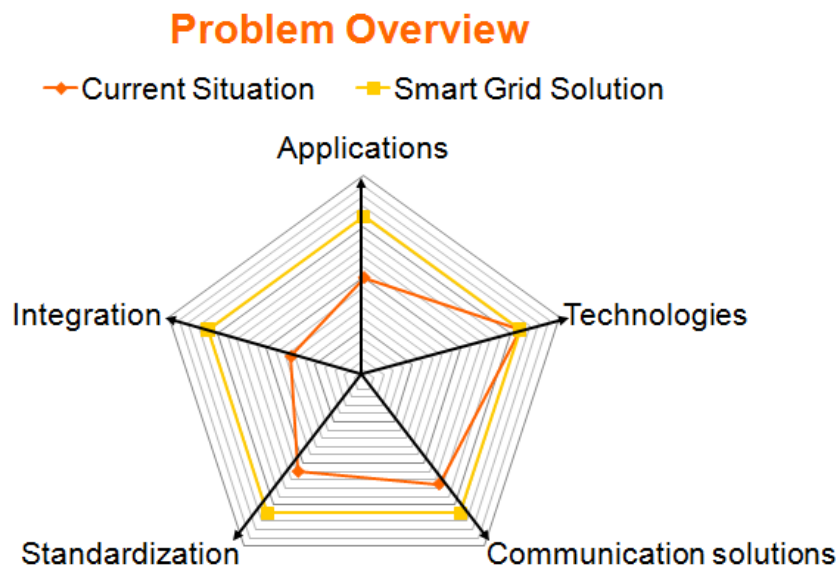 Problem Overview
Current Situation
Smart Grid Solution
Applications
Integration
Technologies
Standardization
Communication solutions